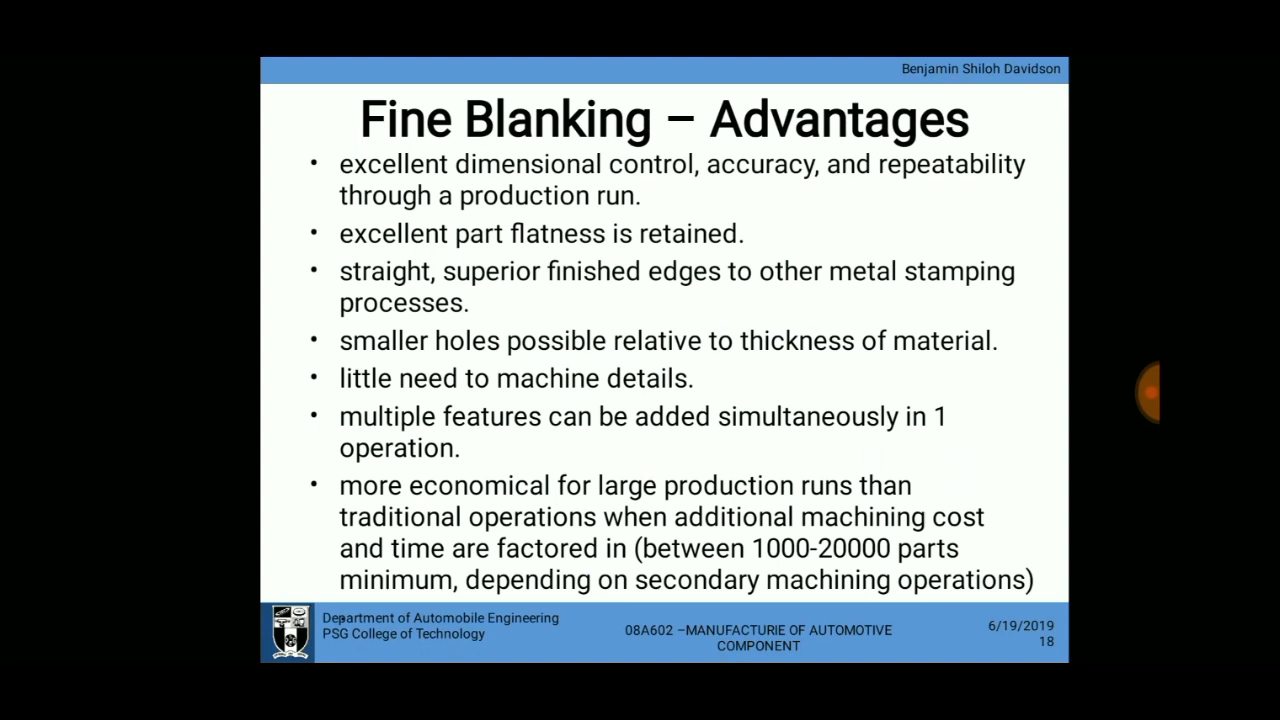 Benjamin Shiloh Davidson
Fine Blanking – Advantages
• excellent dimensional control, accuracy, and repeatability
through a production run.
• excellent part flatness is retained.
• straight, superior finished edges to other metal stamping
processes.
• smaller holes possible relative to thickness of material.
• little need to machine details.
• multiple features can be added simultaneously in 1
operation.
• more economical for large production runs than
traditional operations when additional machining cost
and time are factored in (between 1000-20000 parts
minimum, depending on secondary machining operations)
Department of Automobile Engineering
PSG College of Technology
08A602 –MANUFACTURIE OF AUTOMOTIVE
COMPONENT
6/19/2019
18